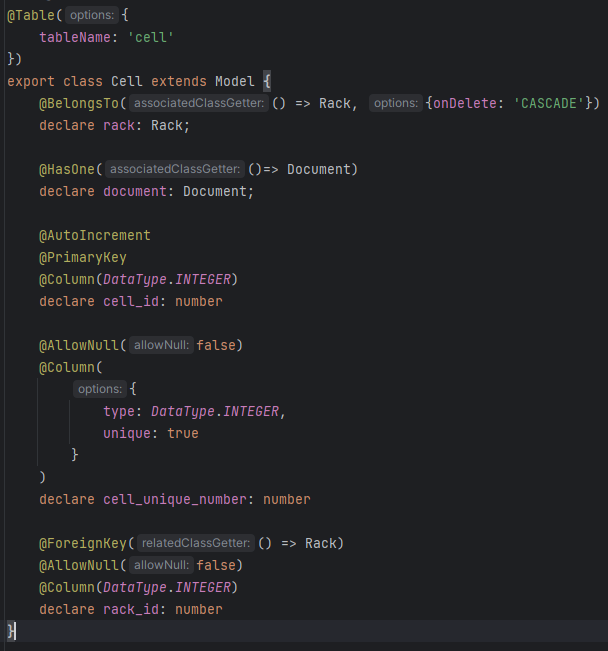 @Table( options: {
    tableName: 'cell'
})
export class Cell extends Model {
    @BelongsTo( associatedClassGetter: () => Rack,  options: {onDelete: 'CASCADE'})
    declare rack: Rack;

    @HasOne( associatedClassGetter: ()=> Document)
    declare document: Document;

    @AutoIncrement
    @PrimaryKey
    @Column(DataType.INTEGER)
    declare cell_id: number

    @AllowNull( allowNull: false)
    @Column(
        options: {
            type: DataType.INTEGER,
            unique: true
        }
    )
    declare cell_unique_number: number

    @ForeignKey( relatedClassGetter: () => Rack)
    @AllowNull( allowNull: false)
    @Column(DataType.INTEGER)
    declare rack_id: number
}